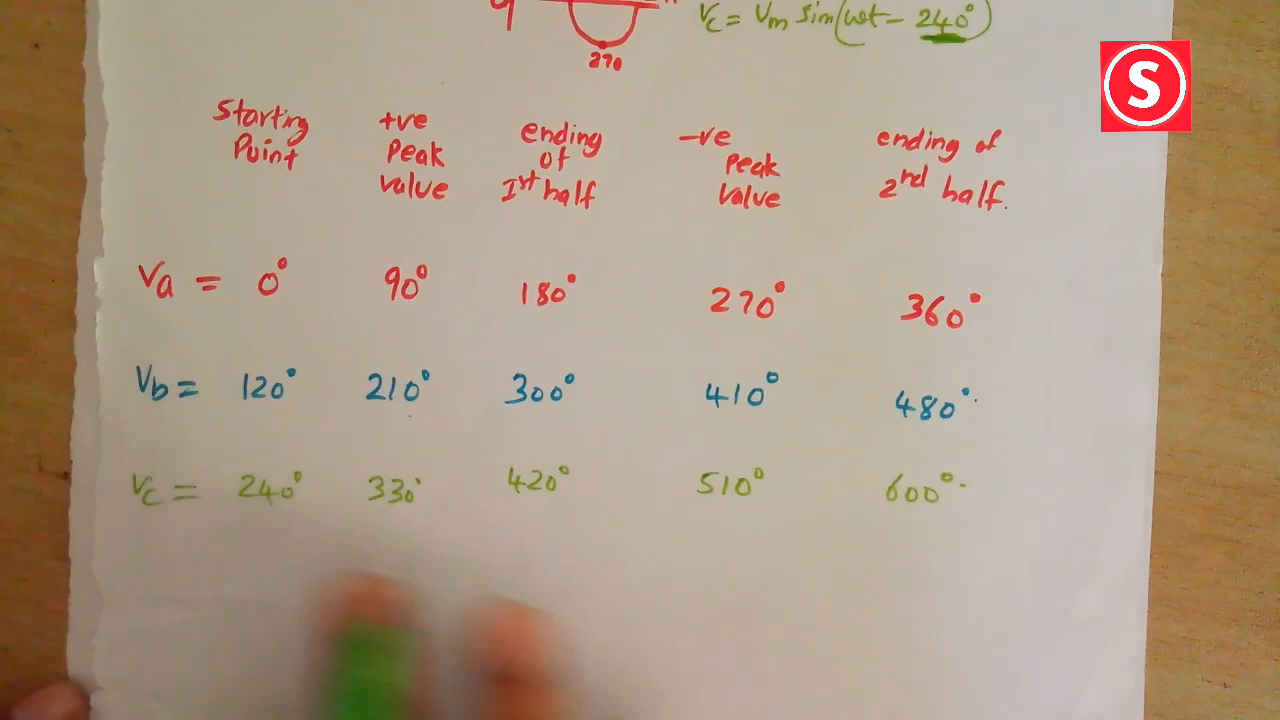 Vc = Vm sin(wt - 240°)
270
Starting Point
+ve Peak value
ending of Ist half
-ve Peak value
ending of 2nd half.
Va = 0° 90° 180° 270° 360°
Vb = 120° 210° 300° 410° 480°
Vc = 240° 330° 420° 510° 600°
S